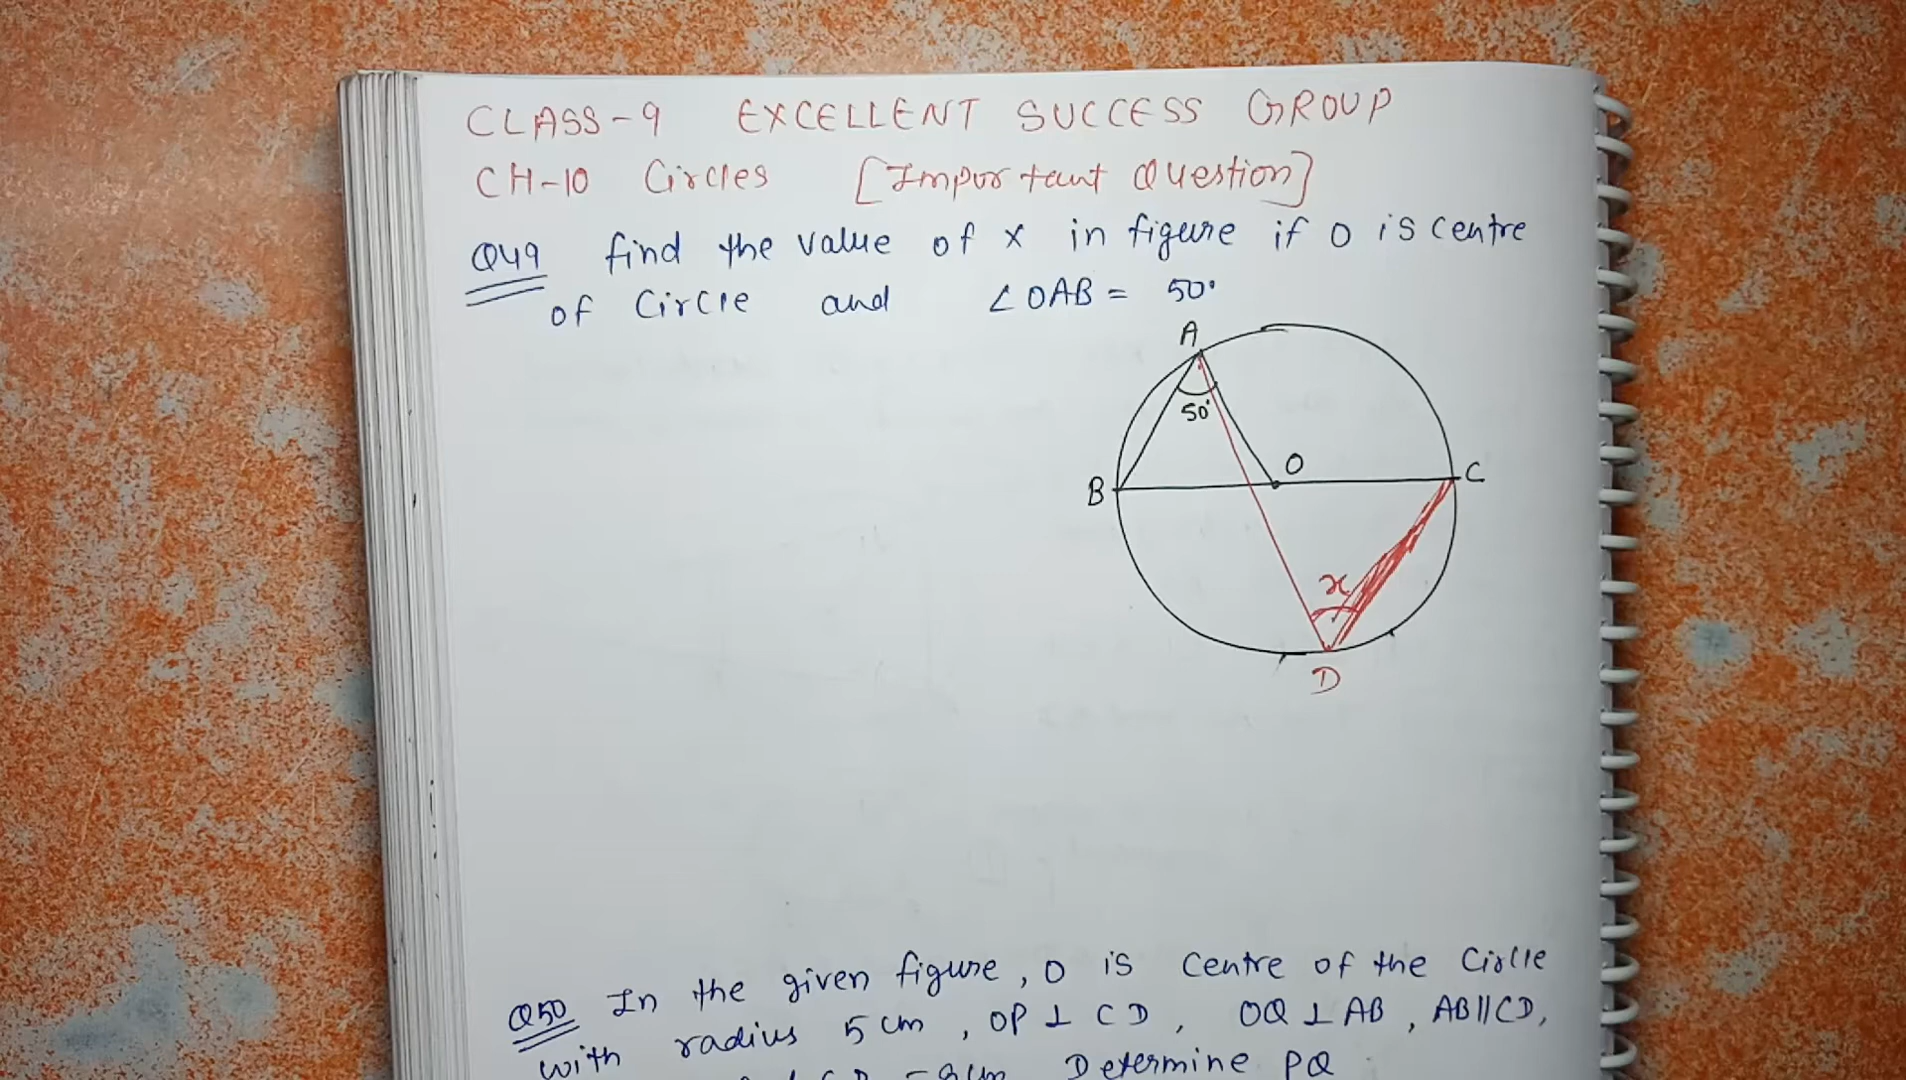 CLASS-9 EXCELLENT SUCCESS GROUP
CH-10 Circles [Important Question]
Q49 find the value of x in figure if O is centre
of Circle and ∠OAB = 50°
A
50°
O
B
C
x
D
Q50 In the given figure, O is Centre of the Circle
with radius 5 cm, OP ⊥ CD, OQ ⊥ AB, AB||CD,
CD = Determine PQ